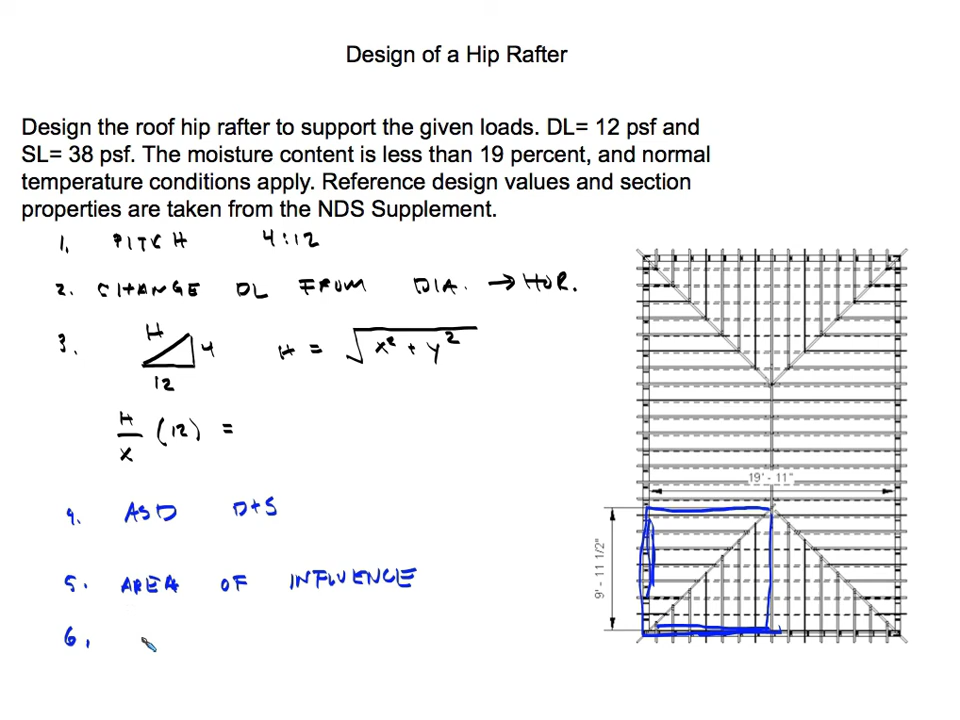 Design of a Hip Rafter
Design the roof hip rafter to support the given loads. DL= 12 psf and
SL= 38 psf. The moisture content is less than 19 percent, and normal
temperature conditions apply. Reference design values and section
properties are taken from the NDS Supplement.
1. PITCH 4:12
2. CHANGE DL FROM DIA. → HOR.
3. H 4 12 H = √x² + y²
H/x (12) =
4. ASD D+S
5. AREA OF INFLUENCE
6.
19' - 11"
9' - 11 1/2"